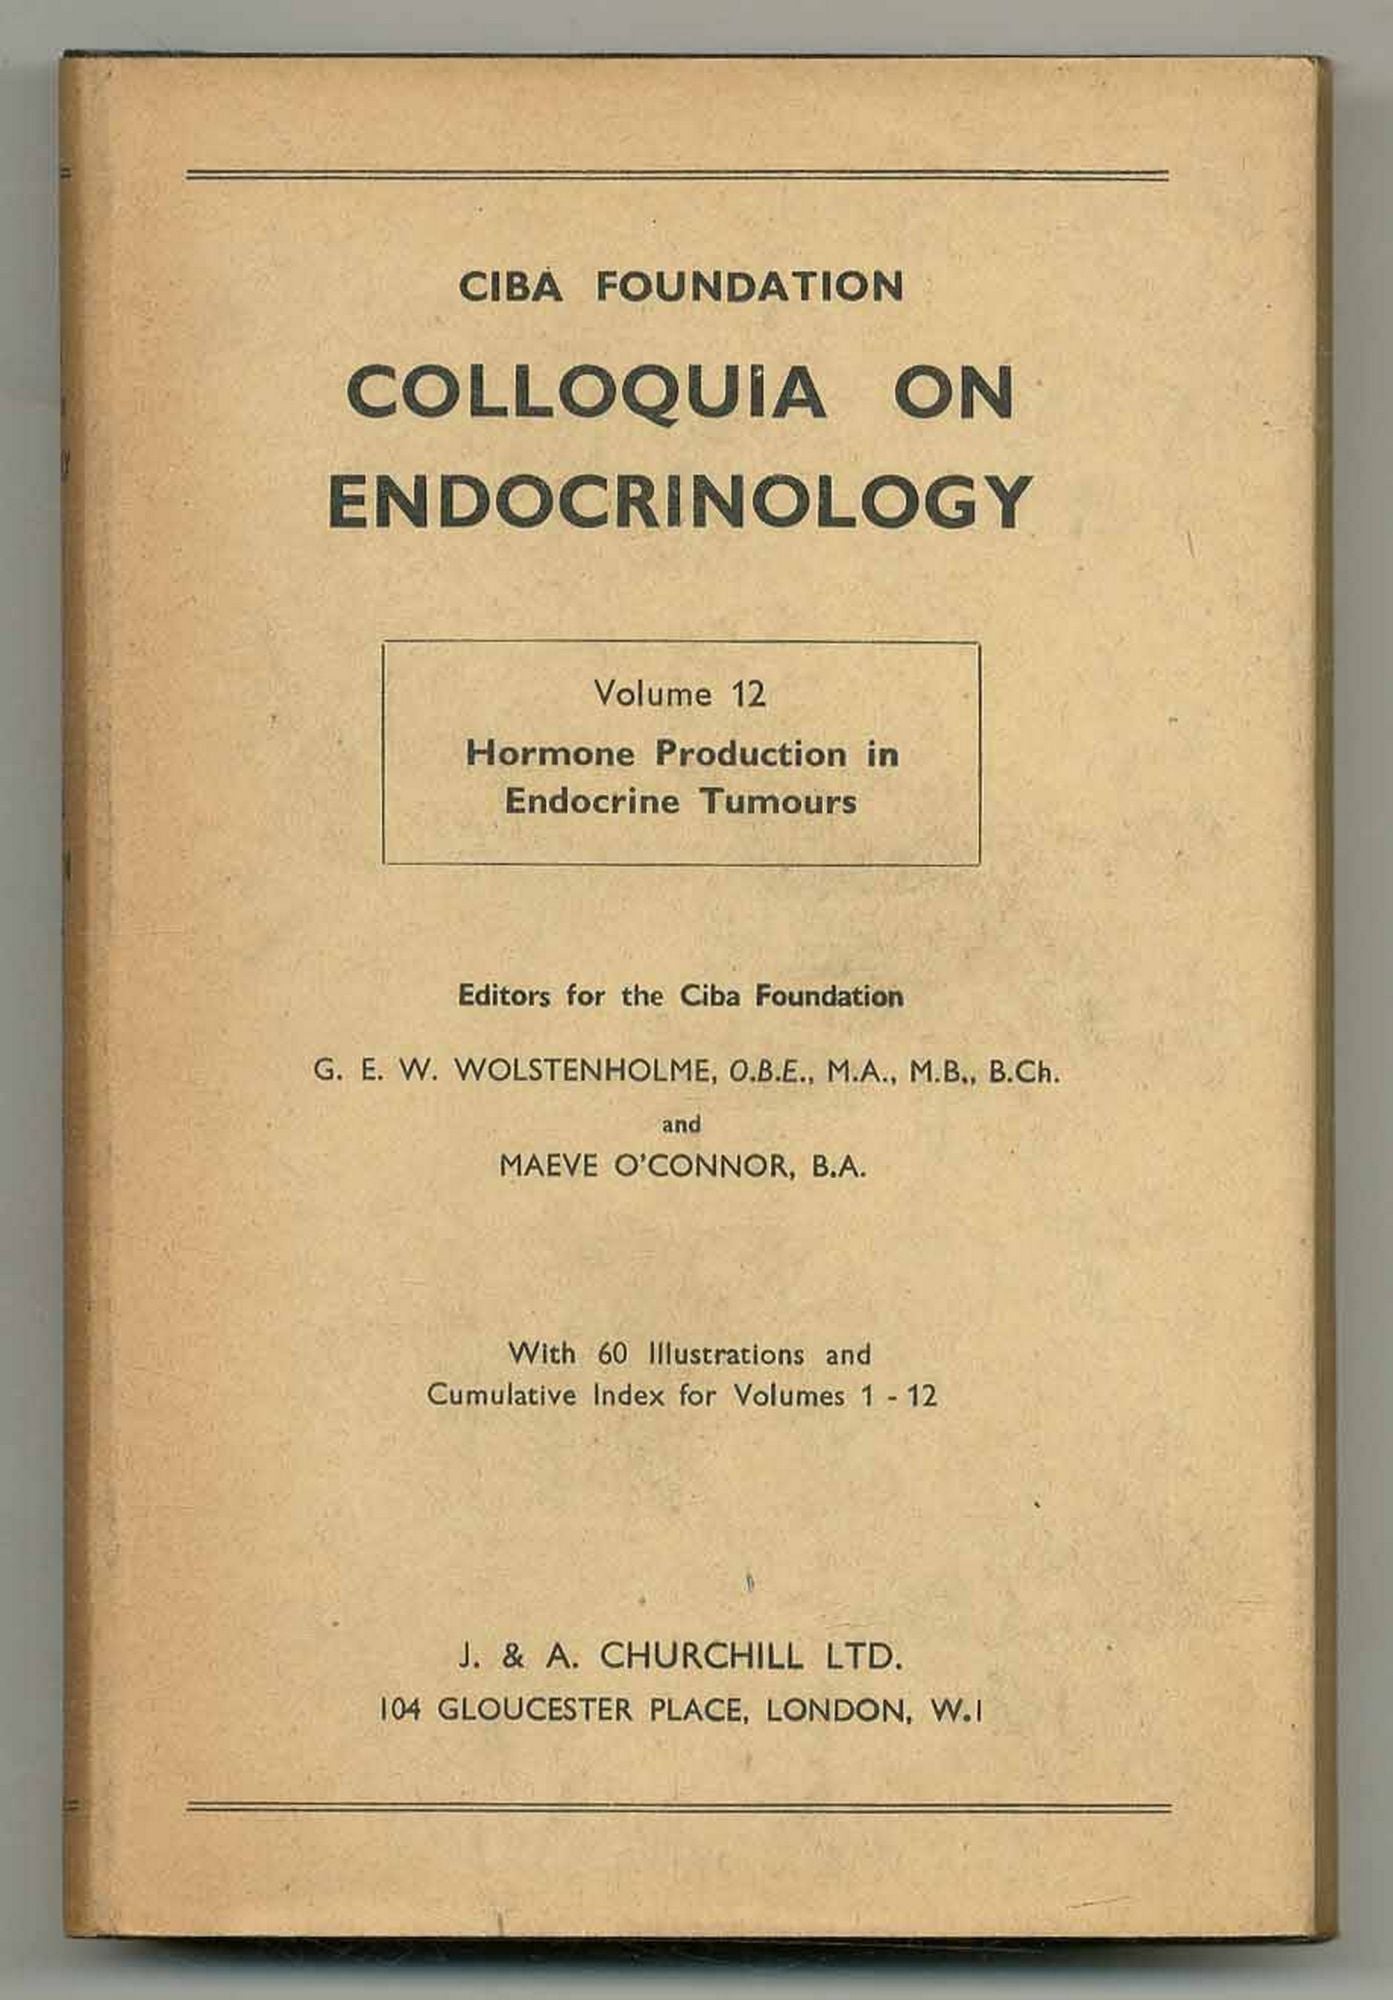 CIBA FOUNDATION
COLLOQUIA ON
ENDOCRINOLOGY
Volume 12
Hormone Production in
Endocrine Tumours
Editors for the Ciba Foundation
G. E. W. WOLSTENHOLME, O.B.E., M.A., M.B., B.Ch.
and
MAEVE O'CONNOR, B.A.
With 60 Illustrations and
Cumulative Index for Volumes 1 - 12
J. & A. CHURCHILL LTD.
104 GLOUCESTER PLACE, LONDON, W.1